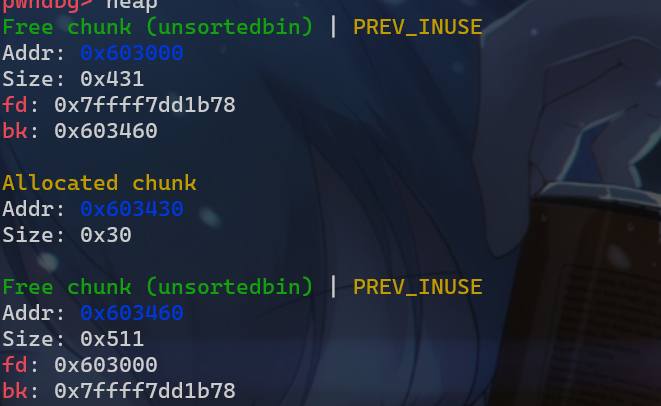 pwndbg> heap
Free chunk (unsortedbin) | PREV_INUSE
Addr: 0x603000
Size: 0x431
fd: 0x7ffff7dd1b78
bk: 0x603460
Allocated chunk
Addr: 0x603430
Size: 0x30
Free chunk (unsortedbin) | PREV_INUSE
Addr: 0x603460
Size: 0x511
fd: 0x603000
bk: 0x7ffff7dd1b78